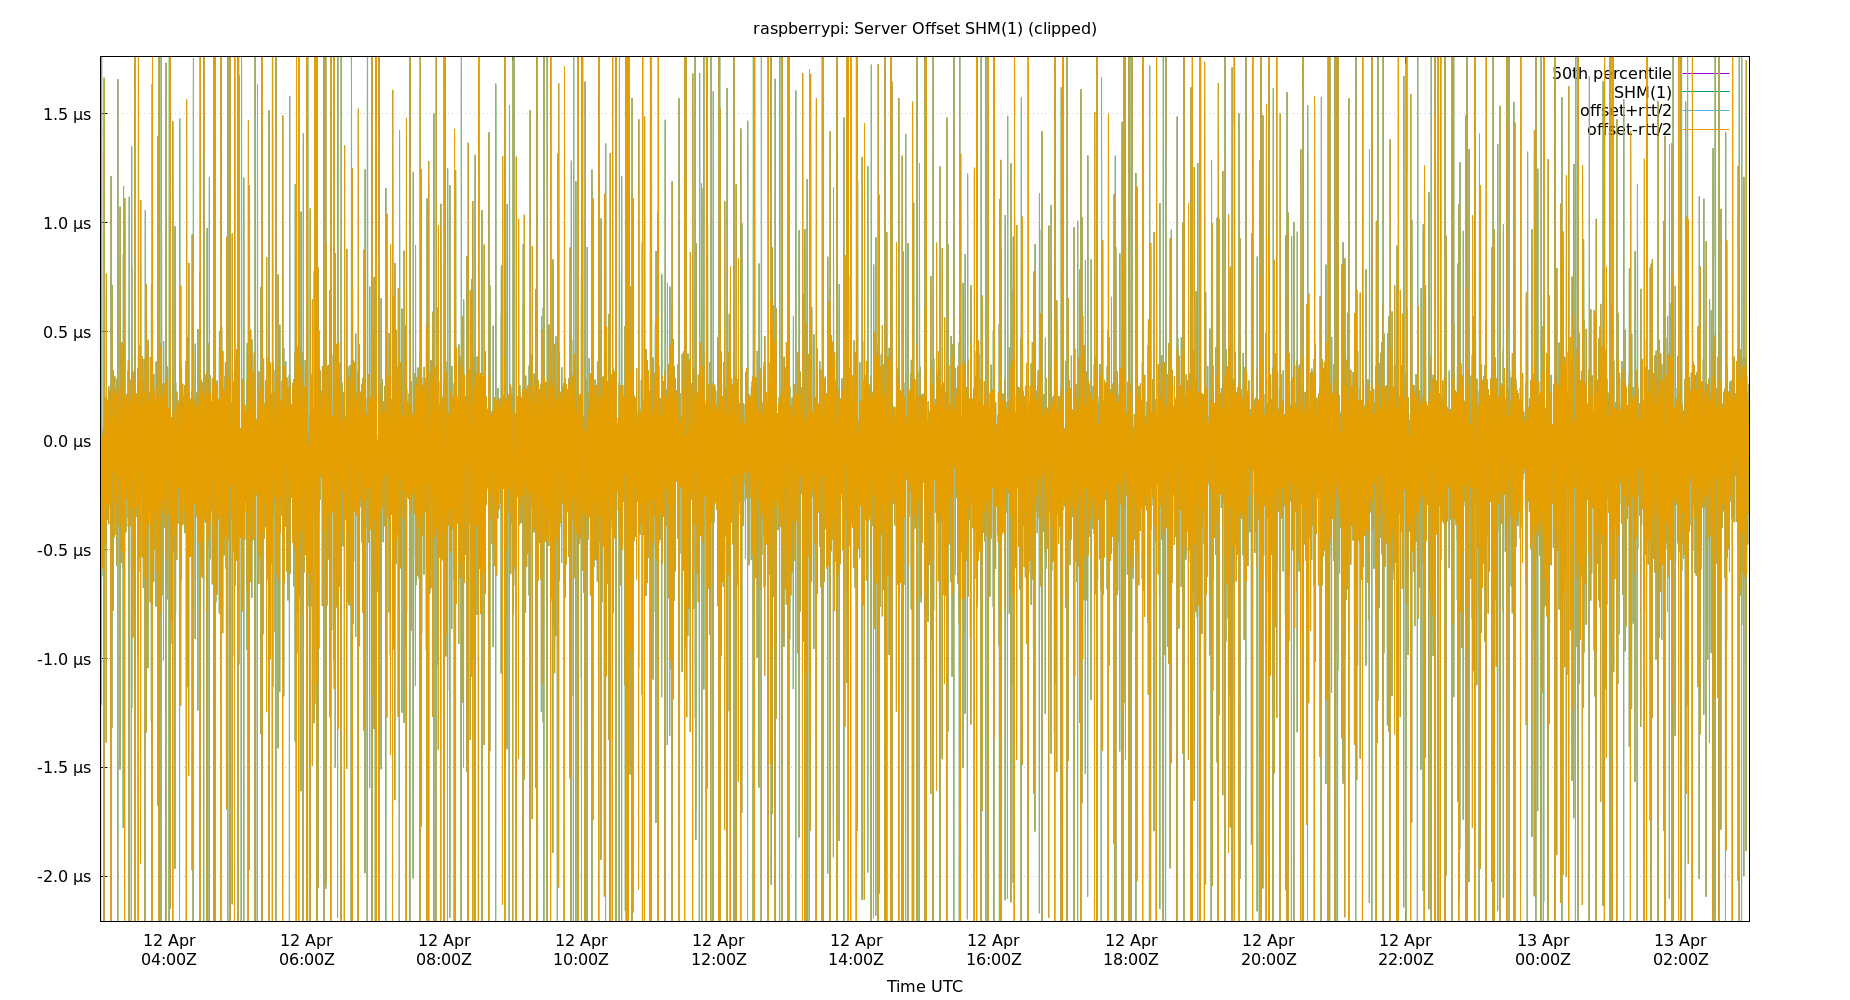 raspberrypi: Server Offset SHM(1) (clipped)
50th percentile
SHM(1)
offset+rtt/2
offset-rtt/2
1.5 µs
1.0 µs
0.5 µs
0.0 µs
-0.5 µs
-1.0 µs
-1.5 µs
-2.0 µs
12 Apr 12 Apr 12 Apr 12 Apr 12 Apr 12 Apr 12 Apr 12 Apr 12 Apr 12 Apr 13 Apr 13 Apr
04:00Z 06:00Z 08:00Z 10:00Z 12:00Z 14:00Z 16:00Z 18:00Z 20:00Z 22:00Z 00:00Z 02:00Z
Time UTC